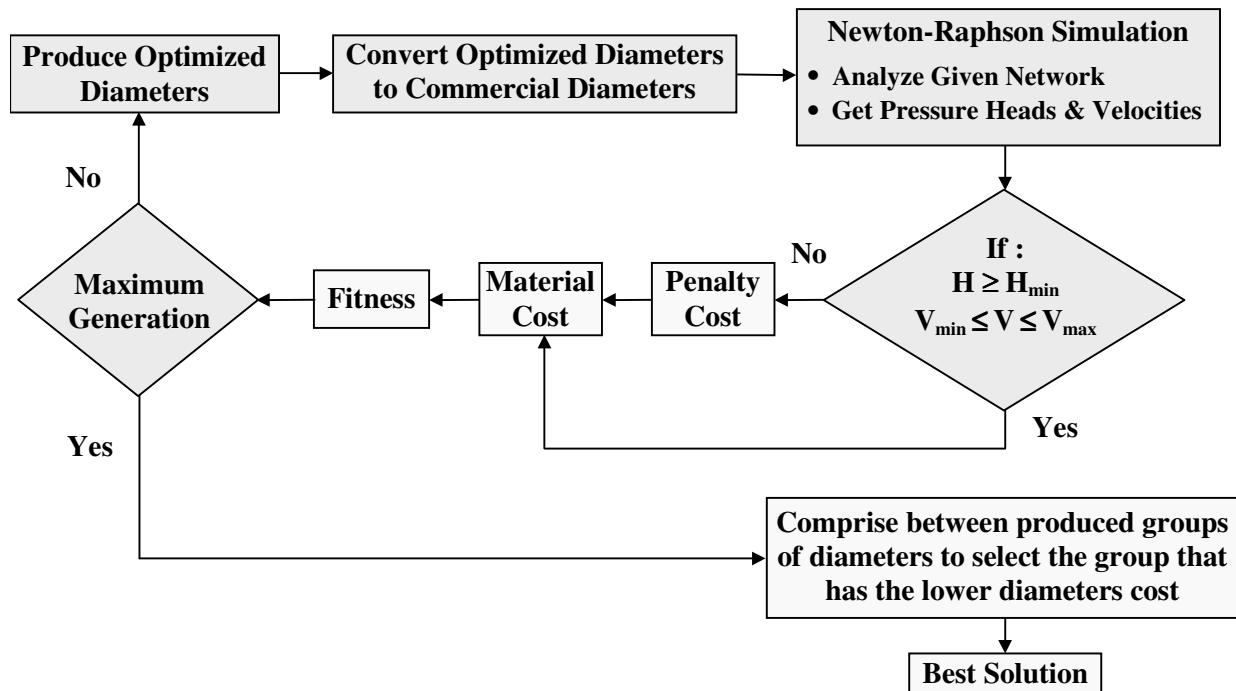 Produce Optimized
Diameters
Convert Optimized Diameters
to Commercial Diameters
Newton-Raphson Simulation
• Analyze Given Network
• Get Pressure Heads & Velocities
If :
H ≥ Hmin
Vmin ≤ V ≤ Vmax
No
Yes
Penalty
Cost
Material
Cost
Fitness
Maximum
Generation
No
Yes
Comprise between produced groups
of diameters to select the group that
has the lower diameters cost
Best Solution